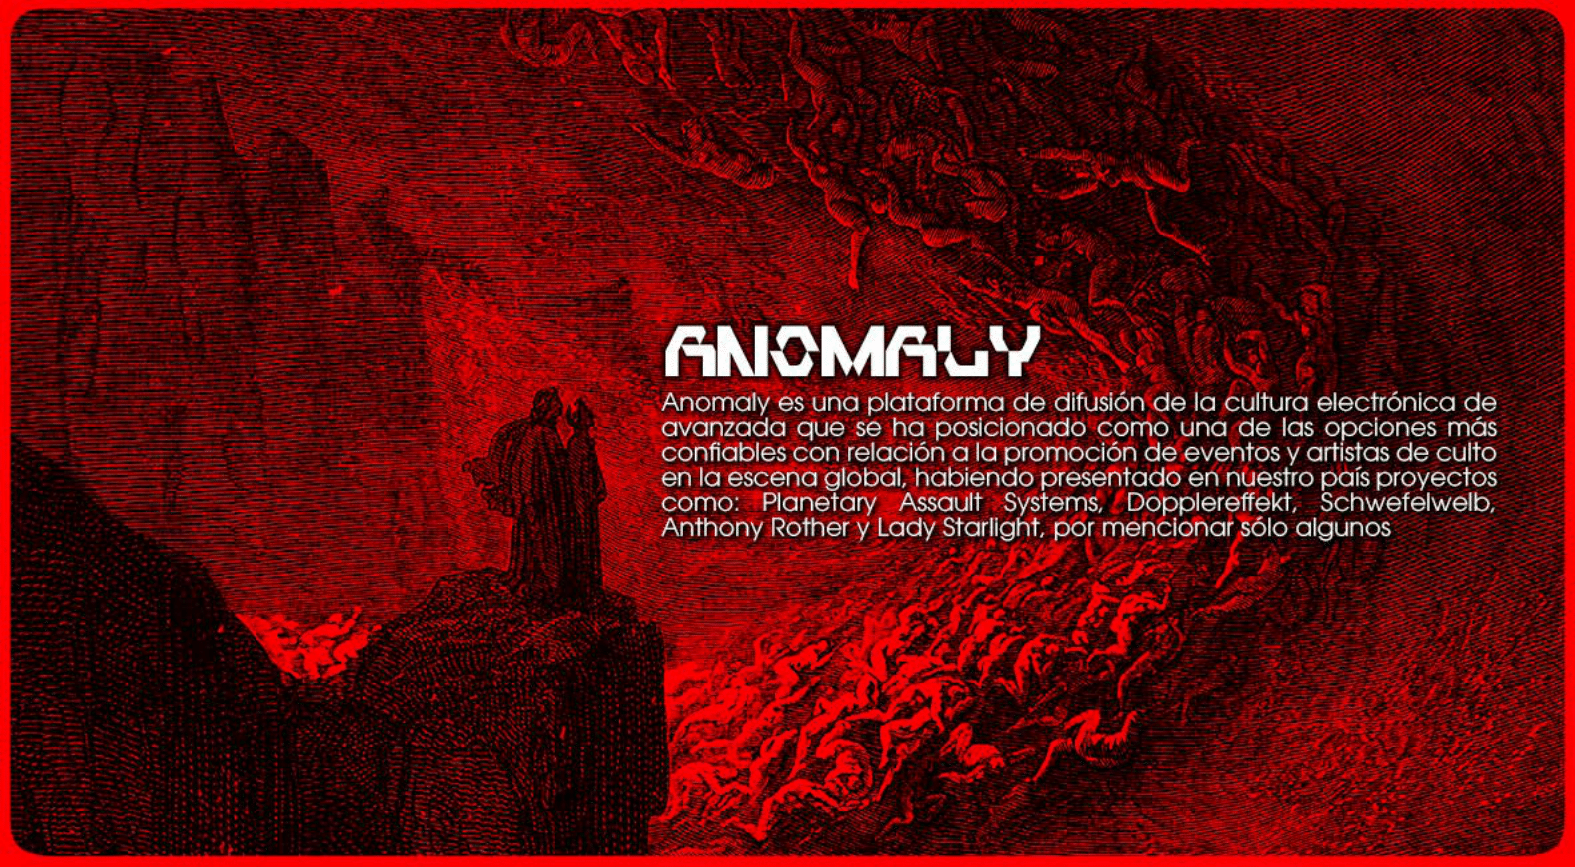 ANOMALY
Anomaly es una plataforma de difusión de la cultura electrónica de
avanzada que se ha posicionado como una de las opciones más
confiables con relación a la promoción de eventos y artistas de culto
en la escena global, habiendo presentado en nuestro país proyectos
como: Planetary Assault Systems, Dopplereffekt, Schwefelwelb,
Anthony Rother y Lady Starlight, por mencionar sólo algunos